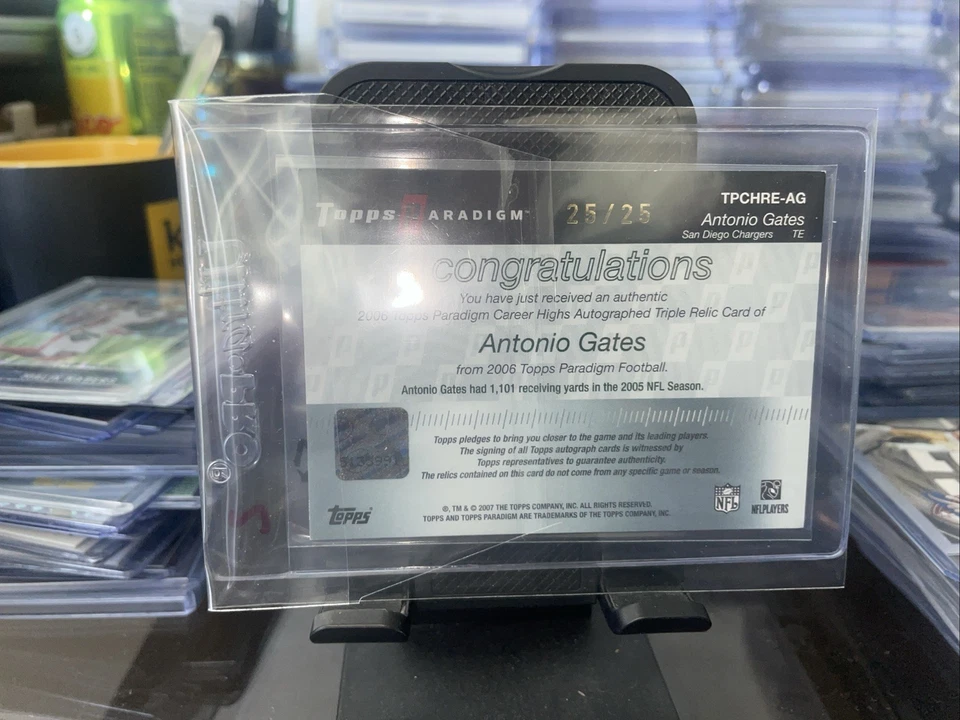 Topps PARADIGM™
25/25
TPCHRE-AG
Antonio Gates
San Diego Chargers TE
congratulations
You have just received an authentic
2006 Topps Paradigm Career Highs Autographed Triple Relic Card of
Antonio Gates
from 2006 Topps Paradigm Football.
Antonio Gates had 1,101 receiving yards in the 2005 NFL Season.
Topps pledges to bring you closer to the game and its leading players.
The signing of all Topps autograph cards is witnessed by
Topps representatives to guarantee authenticity.
The relics contained on this card do not come from any specific game or season.
topps®
®, TM & © 2007 THE TOPPS COMPANY, INC. ALL RIGHTS RESERVED.
TOPPS AND TOPPS PARADIGM ARE TRADEMARKS OF THE TOPPS COMPANY, INC.
NFL
NFLPLAYERS